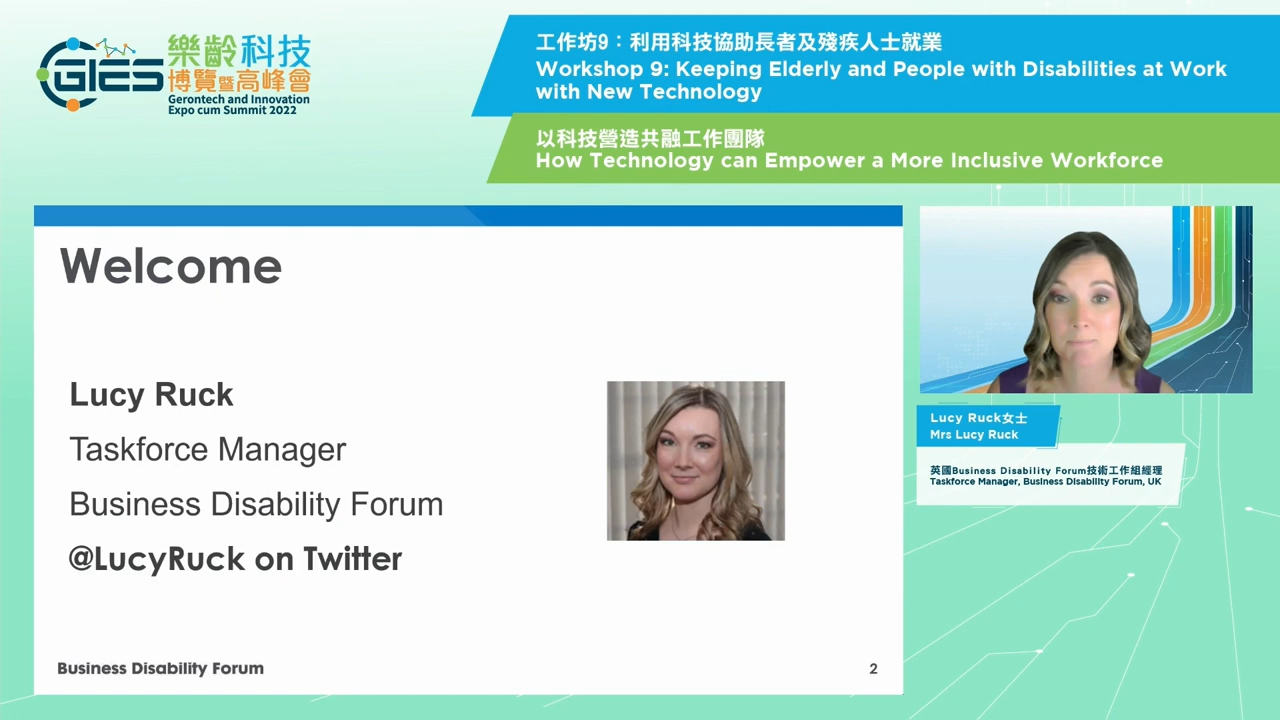 GIES
樂齡科技
博覽暨高峰會
Gerontech and Innovation
Expo cum Summit 2022
工作坊9：利用科技協助長者及殘疾人士就業
Workshop 9: Keeping Elderly and People with Disabilities at Work
with New Technology
以科技營造共融工作團隊
How Technology can Empower a More Inclusive Workforce
Welcome
Lucy Ruck
Taskforce Manager
Business Disability Forum
@LucyRuck on Twitter
Business Disability Forum
2
Lucy Ruck女士
Mrs Lucy Ruck
英國Business Disability Forum技術工作組經理
Taskforce Manager, Business Disability Forum, UK